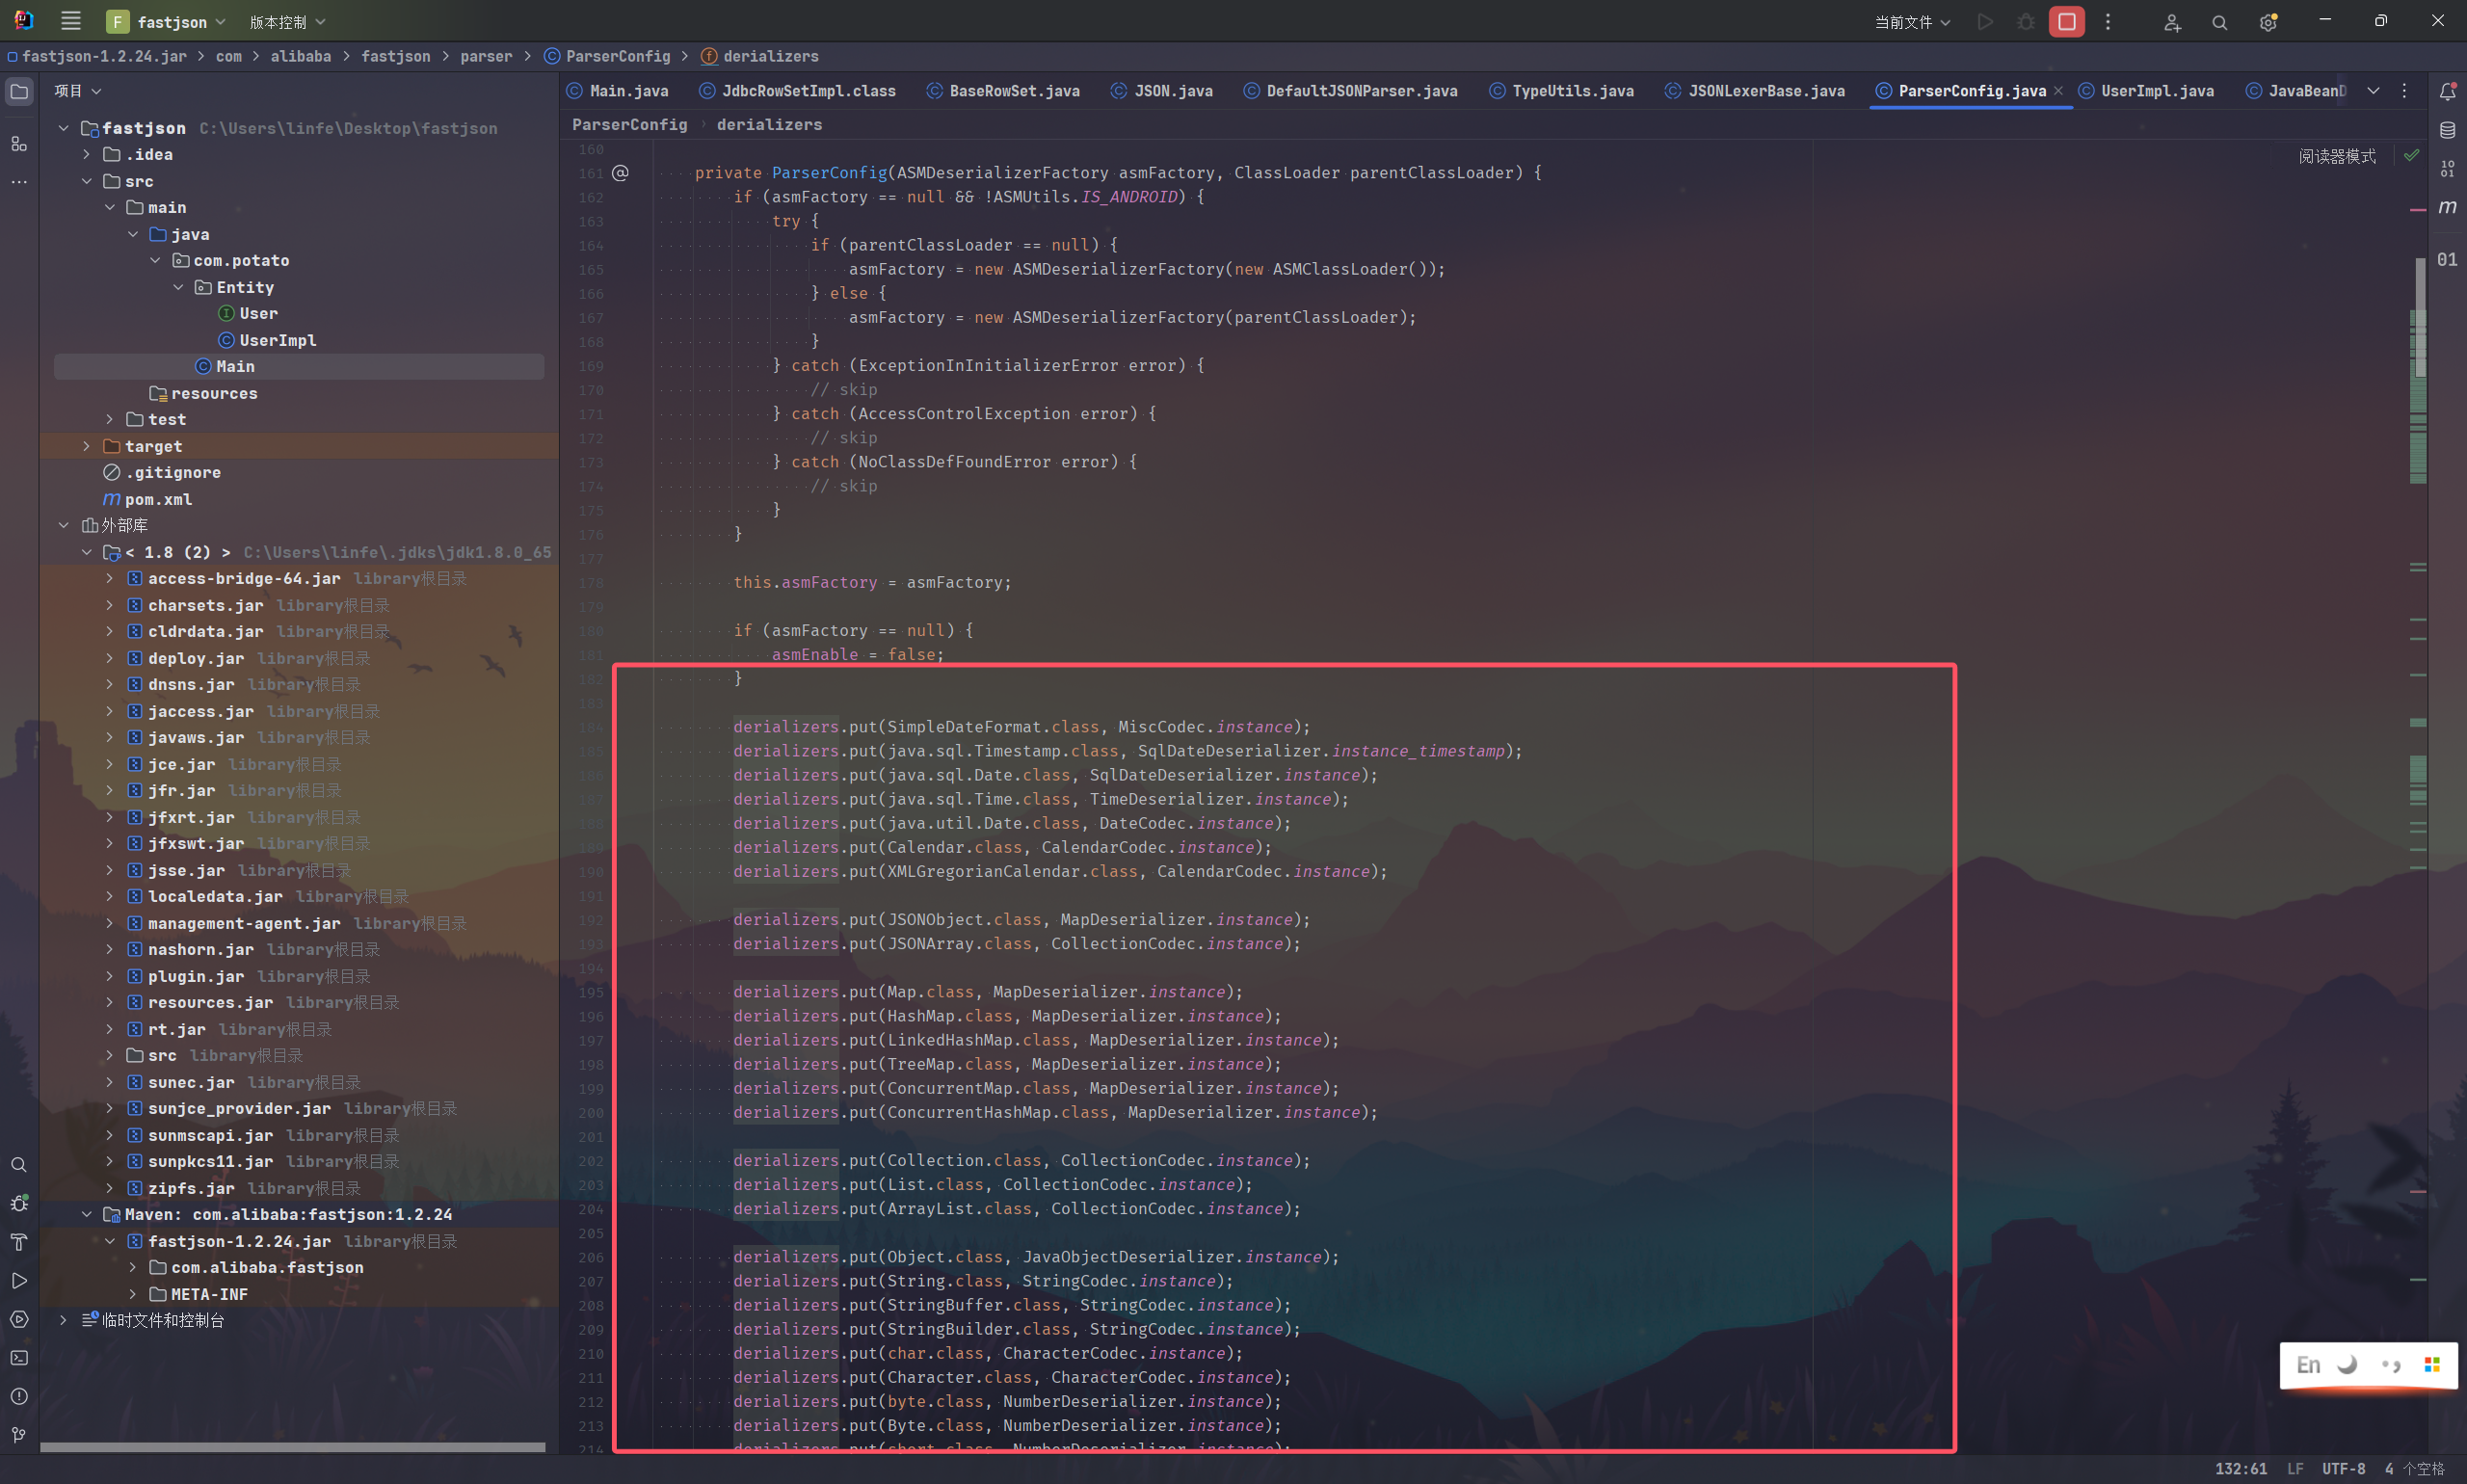 F fastjson 版本控制 当前文件
fastjson-1.2.24.jar > com > alibaba > fastjson > parser > ParserConfig > derializers
项目
fastjson C:\Users\linfe\Desktop\fastjson
.idea
src
main
java
com.potato
Entity
User
UserImpl
Main
resources
test
target
.gitignore
pom.xml
外部库
< 1.8 (2) > C:\Users\linfe\.jdks\jdk1.8.0_65
access-bridge-64.jar library根目录
charsets.jar library根目录
cldrdata.jar library根目录
deploy.jar library根目录
dnsns.jar library根目录
jaccess.jar library根目录
javaws.jar library根目录
jce.jar library根目录
jfr.jar library根目录
jfxrt.jar library根目录
jfxswt.jar library根目录
jsse.jar library根目录
localedata.jar library根目录
management-agent.jar library根目录
nashorn.jar library根目录
plugin.jar library根目录
resources.jar library根目录
rt.jar library根目录
src library根目录
sunec.jar library根目录
sunjce_provider.jar library根目录
sunmscapi.jar library根目录
sunpkcs11.jar library根目录
zipfs.jar library根目录
Maven: com.alibaba:fastjson:1.2.24
fastjson-1.2.24.jar library根目录
com.alibaba.fastjson
META-INF
临时文件和控制台
Main.java JdbcRowSetImpl.class BaseRowSet.java JSON.java DefaultJSONParser.java TypeUtils.java JSONLexerBase.java ParserConfig.java UserImpl.java JavaBeanD
ParserConfig > derializers
阅读器模式
160
161 private ParserConfig(ASMDeserializerFactory asmFactory, ClassLoader parentClassLoader) {
162 if (asmFactory == null && !ASMUtils.IS_ANDROID) {
163 try {
164 if (parentClassLoader == null) {
165 asmFactory = new ASMDeserializerFactory(new ASMClassLoader());
166 } else {
167 asmFactory = new ASMDeserializerFactory(parentClassLoader);
168 }
169 } catch (ExceptionInInitializerError error) {
170 // skip
171 } catch (AccessControlException error) {
172 // skip
173 } catch (NoClassDefFoundError error) {
174 // skip
175 }
176 }
177
178 this.asmFactory = asmFactory;
179
180 if (asmFactory == null) {
181 asmEnable = false;
182 }
183
184 derializers.put(SimpleDateFormat.class, MiscCodec.instance);
185 derializers.put(java.sql.Timestamp.class, SqlDateDeserializer.instance_timestamp);
186 derializers.put(java.sql.Date.class, SqlDateDeserializer.instance);
187 derializers.put(java.sql.Time.class, TimeDeserializer.instance);
188 derializers.put(java.util.Date.class, DateCodec.instance);
189 derializers.put(Calendar.class, CalendarCodec.instance);
190 derializers.put(XMLGregorianCalendar.class, CalendarCodec.instance);
191
192 derializers.put(JSONObject.class, MapDeserializer.instance);
193 derializers.put(JSONArray.class, CollectionCodec.instance);
194
195 derializers.put(Map.class, MapDeserializer.instance);
196 derializers.put(HashMap.class, MapDeserializer.instance);
197 derializers.put(LinkedHashMap.class, MapDeserializer.instance);
198 derializers.put(TreeMap.class, MapDeserializer.instance);
199 derializers.put(ConcurrentMap.class, MapDeserializer.instance);
200 derializers.put(ConcurrentHashMap.class, MapDeserializer.instance);
201
202 derializers.put(Collection.class, CollectionCodec.instance);
203 derializers.put(List.class, CollectionCodec.instance);
204 derializers.put(ArrayList.class, CollectionCodec.instance);
205
206 derializers.put(Object.class, JavaObjectDeserializer.instance);
207 derializers.put(String.class, StringCodec.instance);
208 derializers.put(StringBuffer.class, StringCodec.instance);
209 derializers.put(StringBuilder.class, StringCodec.instance);
210 derializers.put(char.class, CharacterCodec.instance);
211 derializers.put(Character.class, CharacterCodec.instance);
212 derializers.put(byte.class, NumberDeserializer.instance);
213 derializers.put(Byte.class, NumberDeserializer.instance);
214 derializers.put(short.class, NumberDeserializer.instance);
En
132:61 LF UTF-8 4 个空格